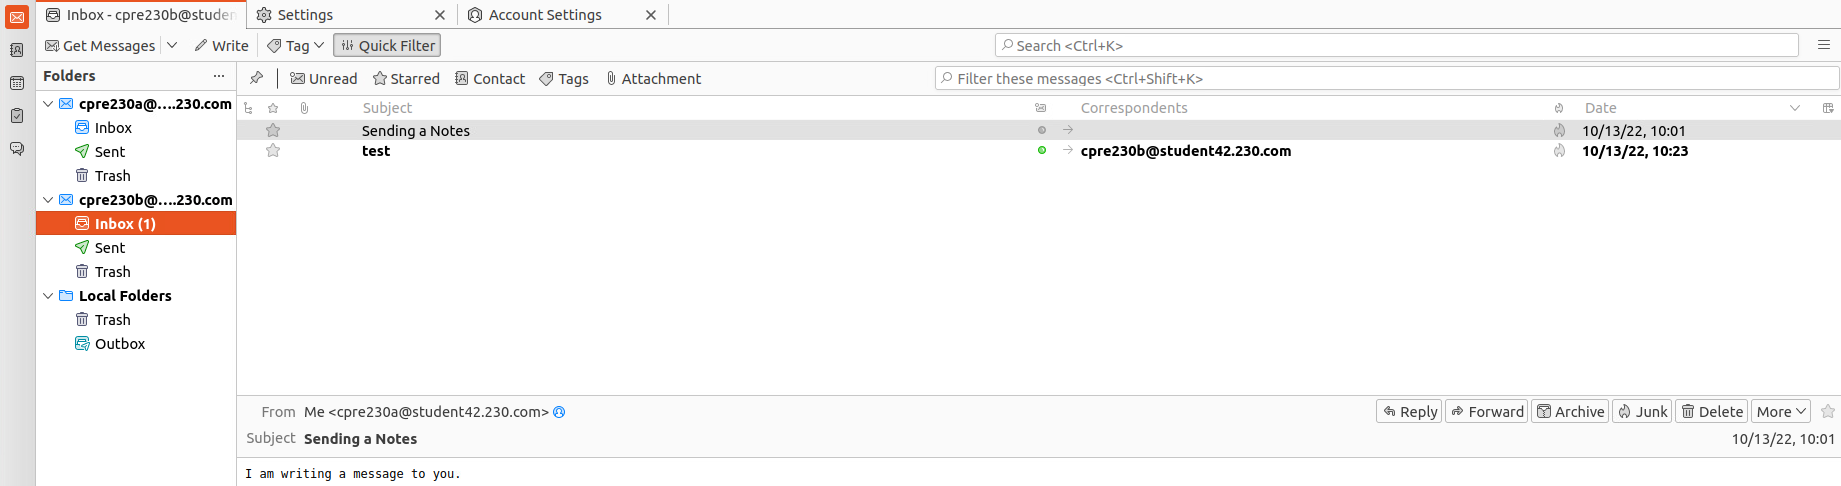 Inbox - cpre230b@studen
Settings
Account Settings
Get Messages
Write
Tag
Quick Filter
Search <Ctrl+K>
Folders
Unread
Starred
Contact
Tags
Attachment
Filter these messages <Ctrl+Shift+K>
cpre230a@....230.com
Inbox
Sent
Trash
cpre230b@....230.com
Inbox (1)
Sent
Trash
Local Folders
Trash
Outbox
Subject Correspondents Date
Sending a Notes 10/13/22, 10:01
test cpre230b@student42.230.com 10/13/22, 10:23
From Me <cpre230a@student42.230.com>
Reply Forward Archive Junk Delete More
Subject Sending a Notes 10/13/22, 10:01
I am writing a message to you.